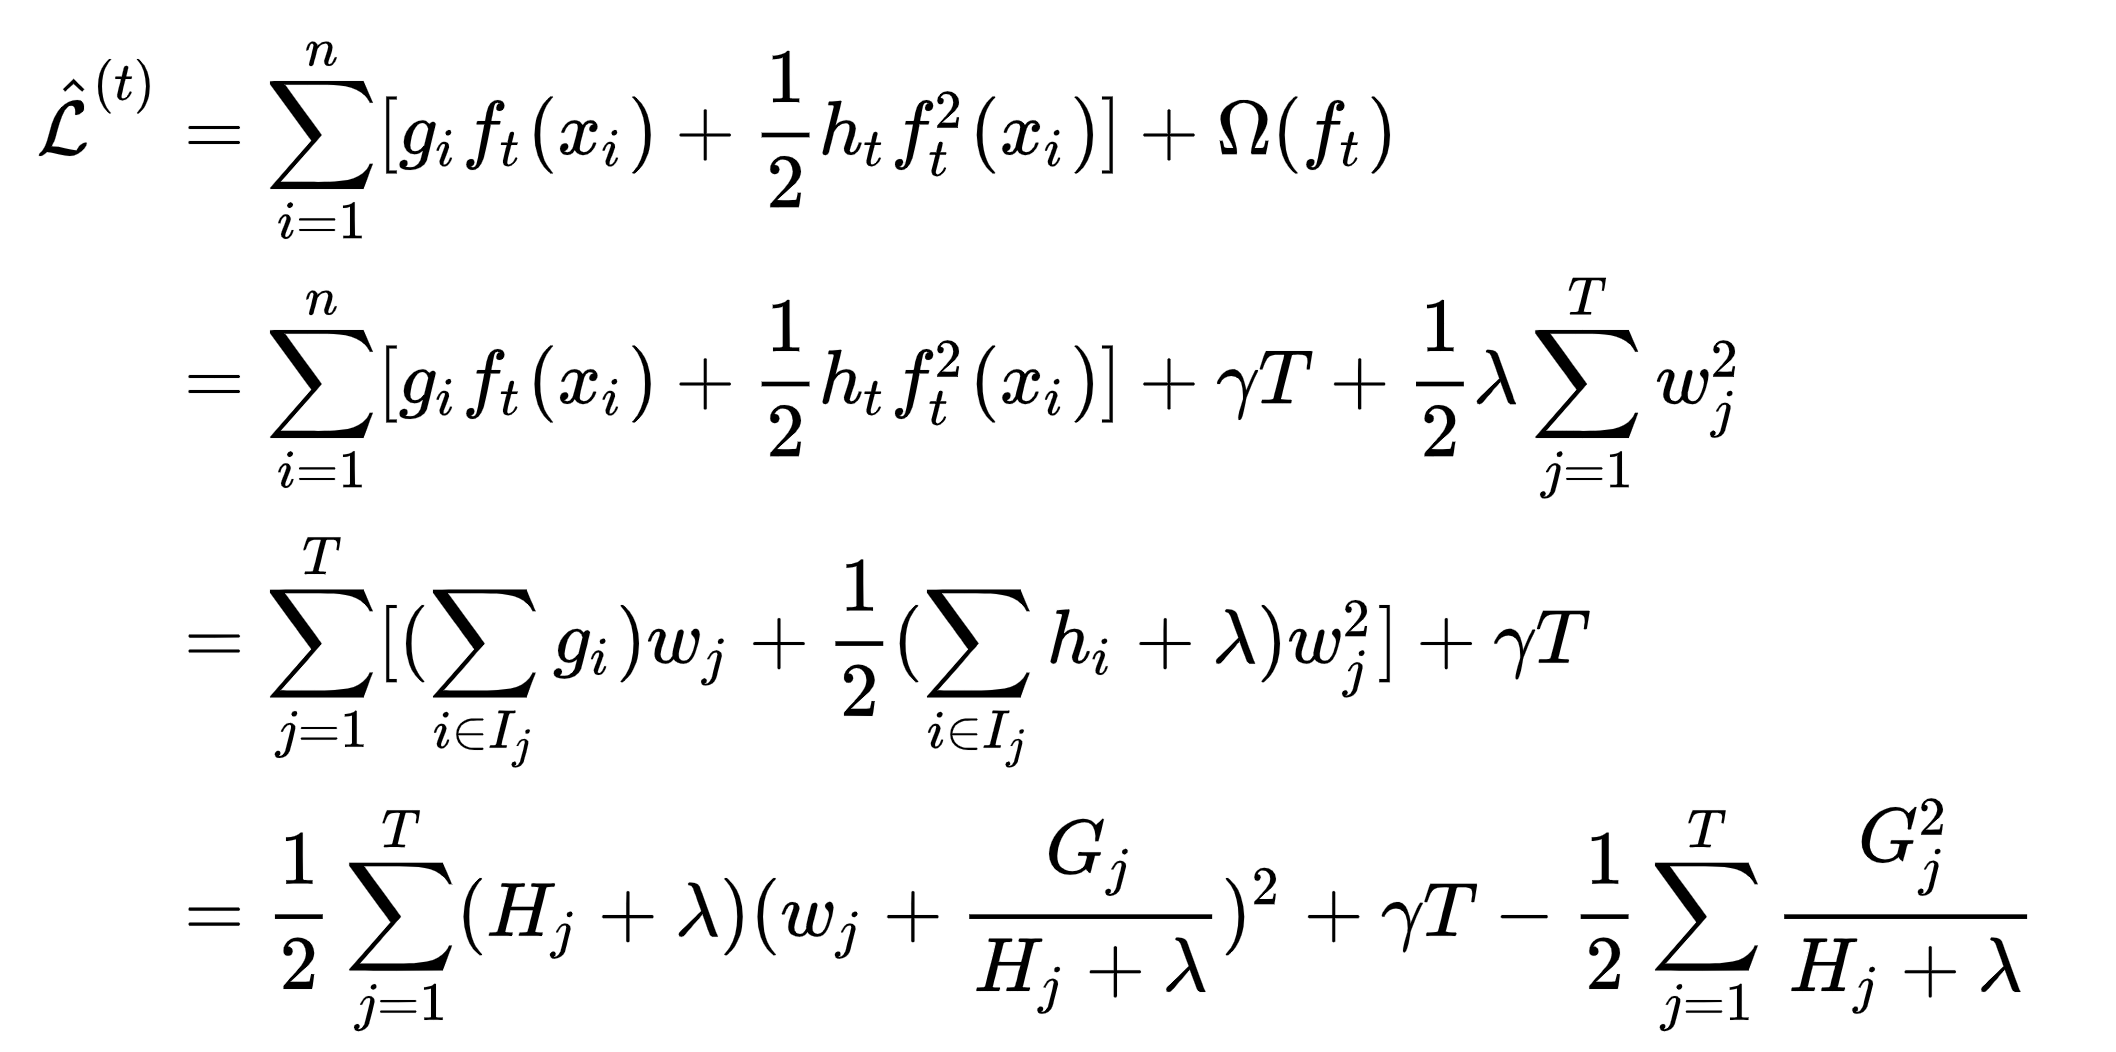 \hat{\mathcal{L}}^{(t)} = \sum_{i=1}^{n} [g_i f_t(x_i) + \frac{1}{2} h_t f_t^2(x_i)] + \Omega(f_t)
= \sum_{i=1}^{n} [g_i f_t(x_i) + \frac{1}{2} h_t f_t^2(x_i)] + \gamma T + \frac{1}{2} \lambda \sum_{j=1}^{T} w_j^2
= \sum_{j=1}^{T} [(\sum_{i \in I_j} g_i) w_j + \frac{1}{2} (\sum_{i \in I_j} h_i + \lambda) w_j^2] + \gamma T
= \frac{1}{2} \sum_{j=1}^{T} (H_j + \lambda)(w_j + \frac{G_j}{H_j + \lambda})^2 + \gamma T - \frac{1}{2} \sum_{j=1}^{T} \frac{G_j^2}{H_j + \lambda}